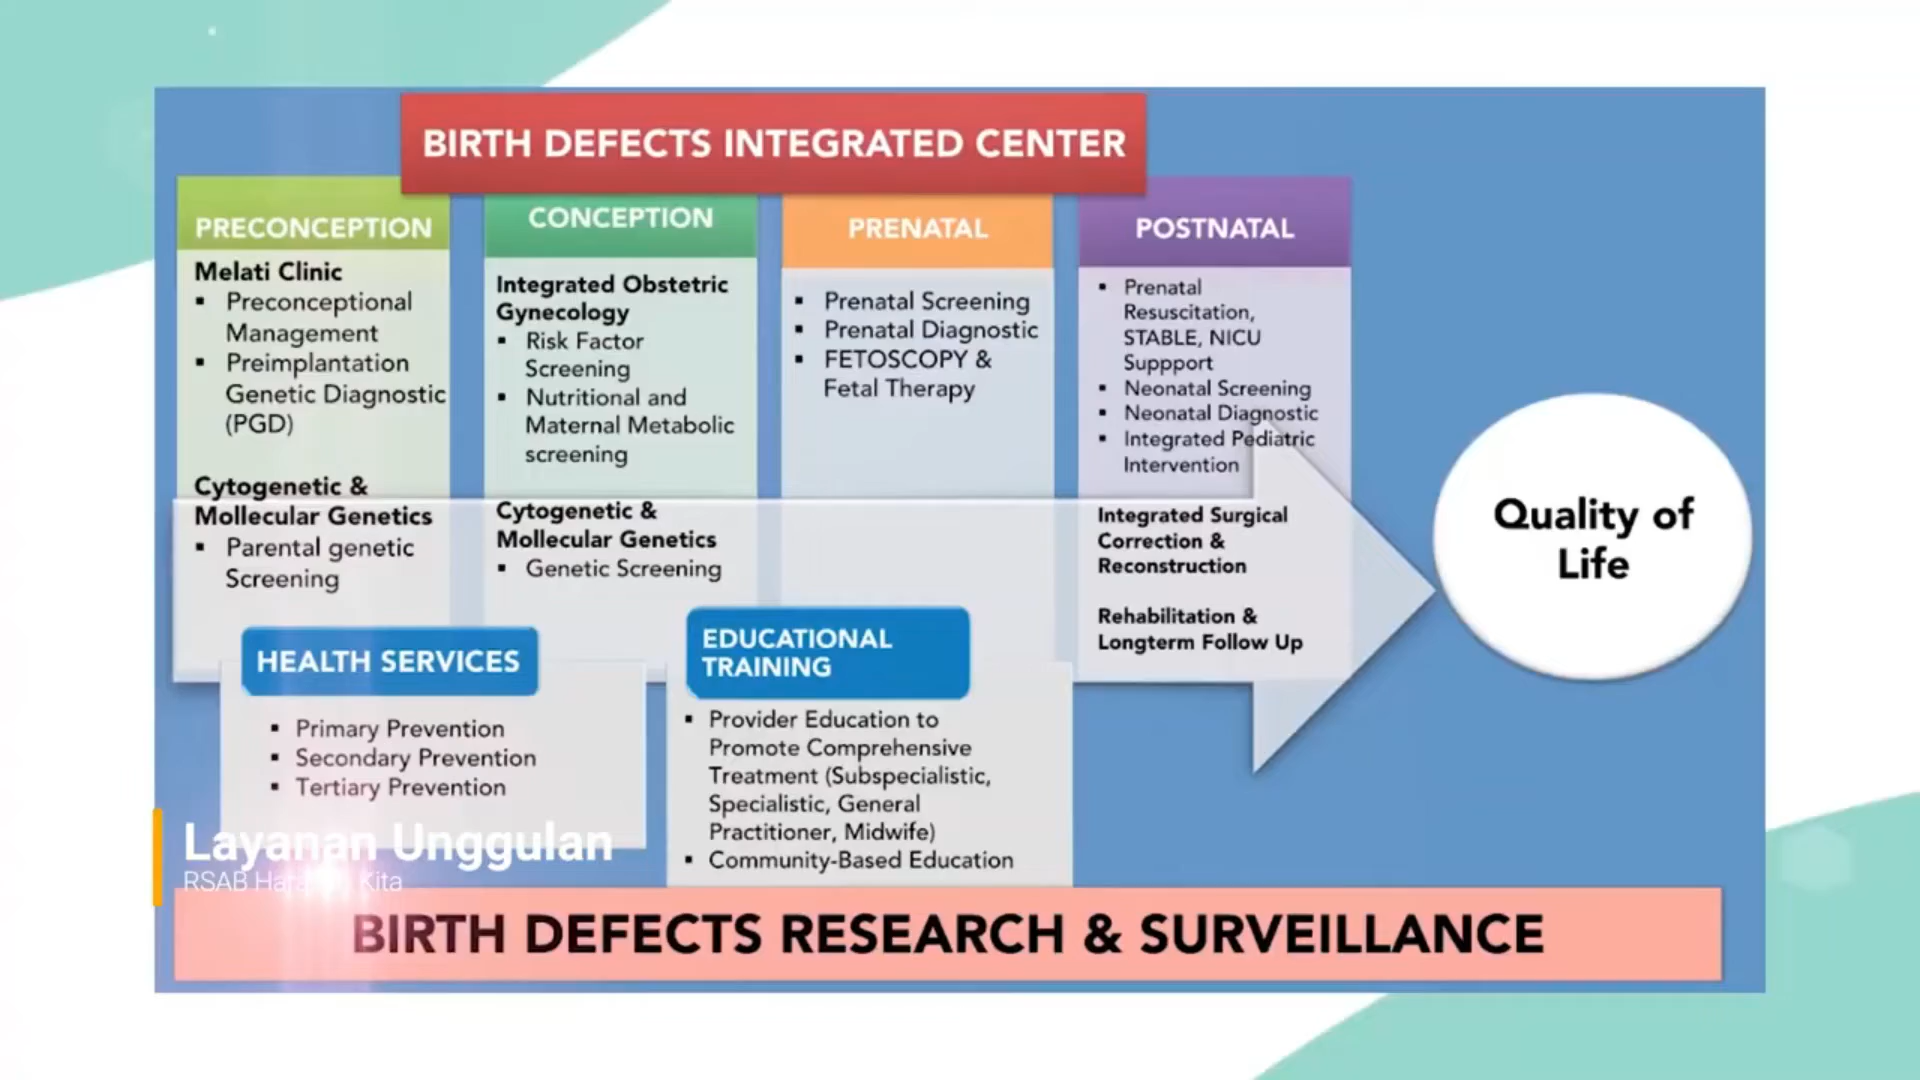 BIRTH DEFECTS INTEGRATED CENTER
PRECONCEPTION
Melati Clinic
▪ Preconceptional
Management
▪ Preimplantation
Genetic Diagnostic
(PGD)
Cytogenetic &
Mollecular Genetics
▪ Parental genetic
Screening
CONCEPTION
Integrated Obstetric
Gynecology
▪ Risk Factor
Screening
▪ Nutritional and
Maternal Metabolic
screening
Cytogenetic &
Mollecular Genetics
▪ Genetic Screening
PRENATAL
▪ Prenatal Screening
▪ Prenatal Diagnostic
▪ FETOSCOPY &
Fetal Therapy
POSTNATAL
▪ Prenatal
Resuscitation,
STABLE, NICU
Suppport
▪ Neonatal Screening
▪ Neonatal Diagnostic
▪ Integrated Pediatric
Intervention
Integrated Surgical
Correction &
Reconstruction
Rehabilitation &
Longterm Follow Up
Quality of
Life
HEALTH SERVICES
▪ Primary Prevention
▪ Secondary Prevention
▪ Tertiary Prevention
EDUCATIONAL
TRAINING
▪ Provider Education to
Promote Comprehensive
Treatment (Subspecialistic,
Specialistic, General
Practitioner, Midwife)
▪ Community-Based Education
Layanan Unggulan
RSAB Kita
BIRTH DEFECTS RESEARCH & SURVEILLANCE